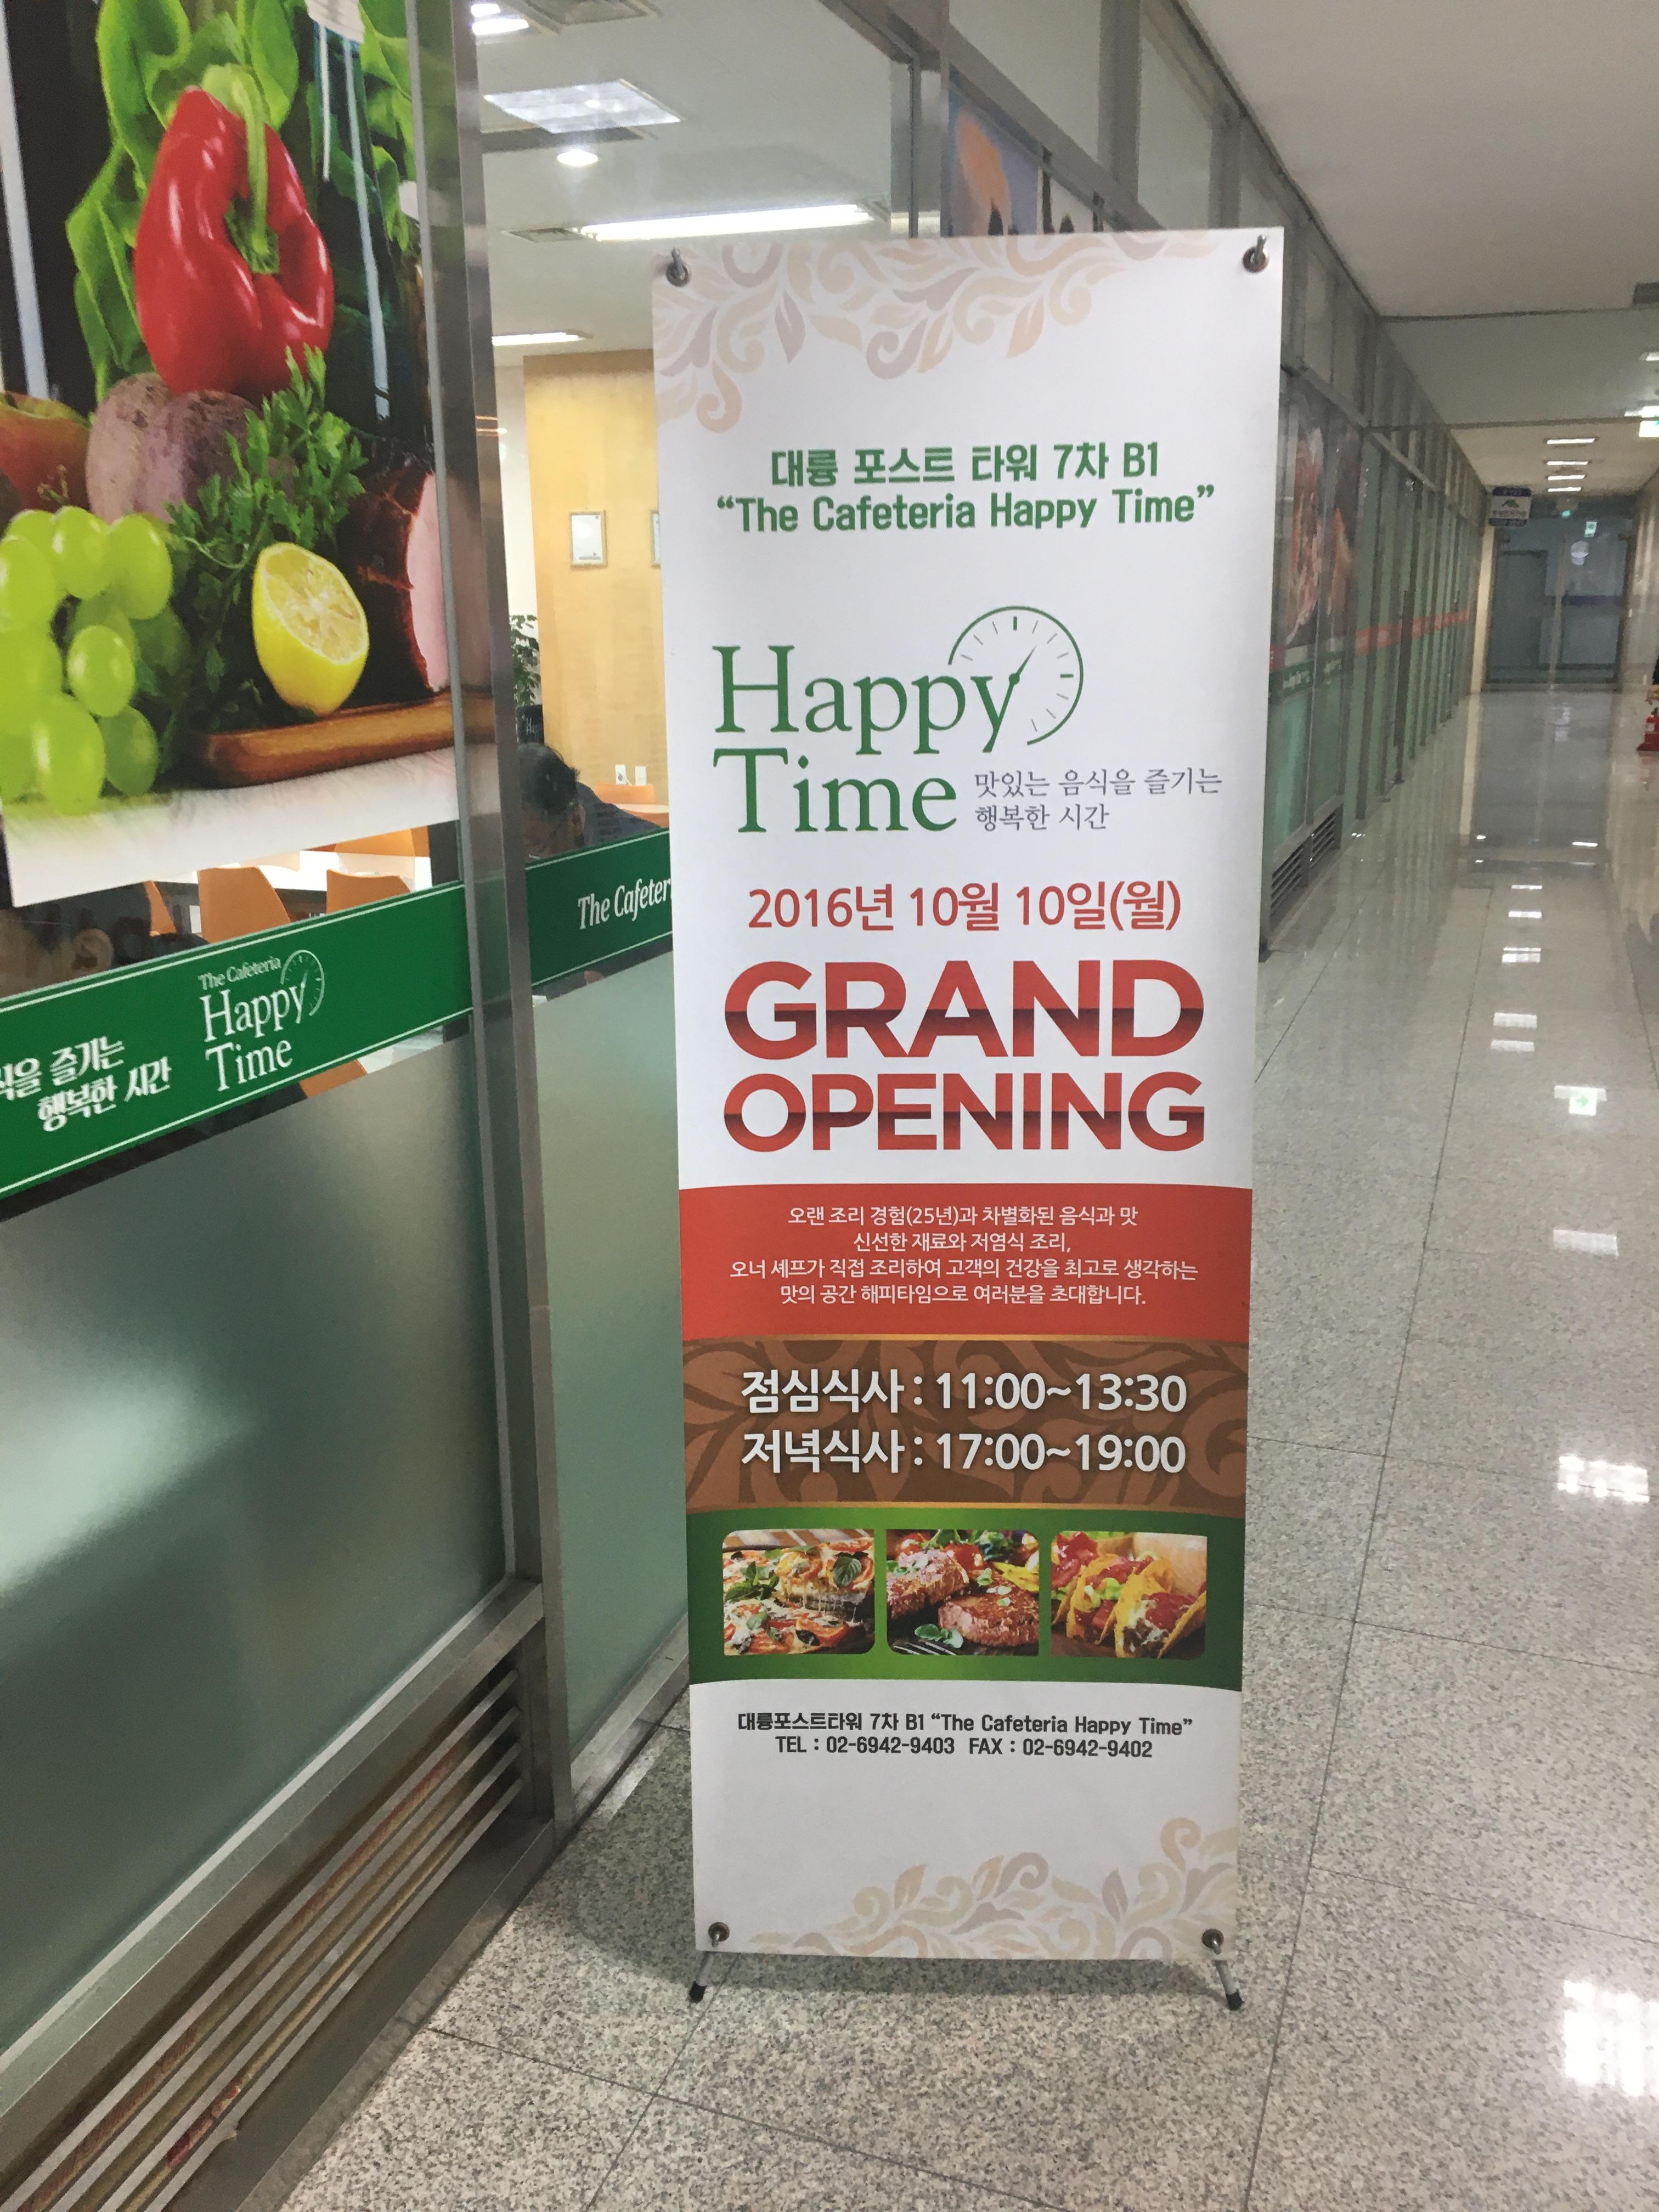 대륭 포스트 타워 7차 B1
“The Cafeteria Happy Time”
Happy
Time
맛있는 음식을 즐기는
행복한 시간
2016년 10월 10일(월)
GRAND
OPENING
오랜 조리 경험(25년)과 차별화된 음식과 맛
신선한 재료와 저염식 조리,
오너 셰프가 직접 조리하여 고객의 건강을 최고로 생각하는
맛의 공간 해피타임으로 여러분을 초대합니다.
점심식사 : 11:00~13:30
저녁식사 : 17:00~19:00
대륭포스트타워 7차 B1 “The Cafeteria Happy Time”
TEL : 02-6942-9403 FAX : 02-6942-9402
즐기는
행복한 시간
The Cafeteria
Happy
Time
The